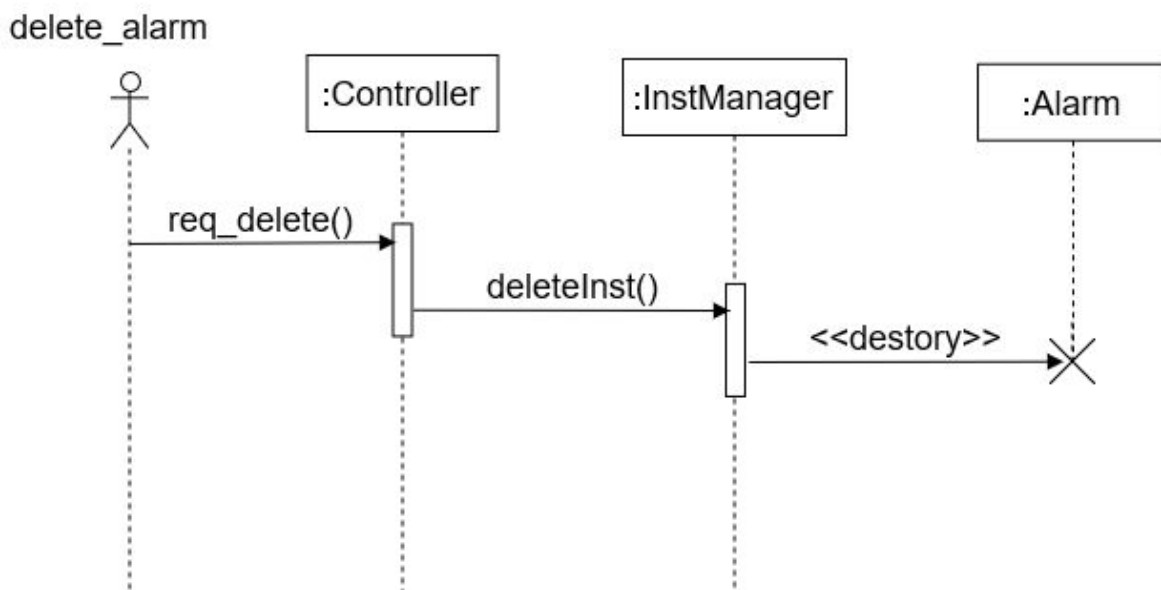 delete_alarm
:Controller
:InstManager
:Alarm
req_delete()
deleteInst()
<<destory>>